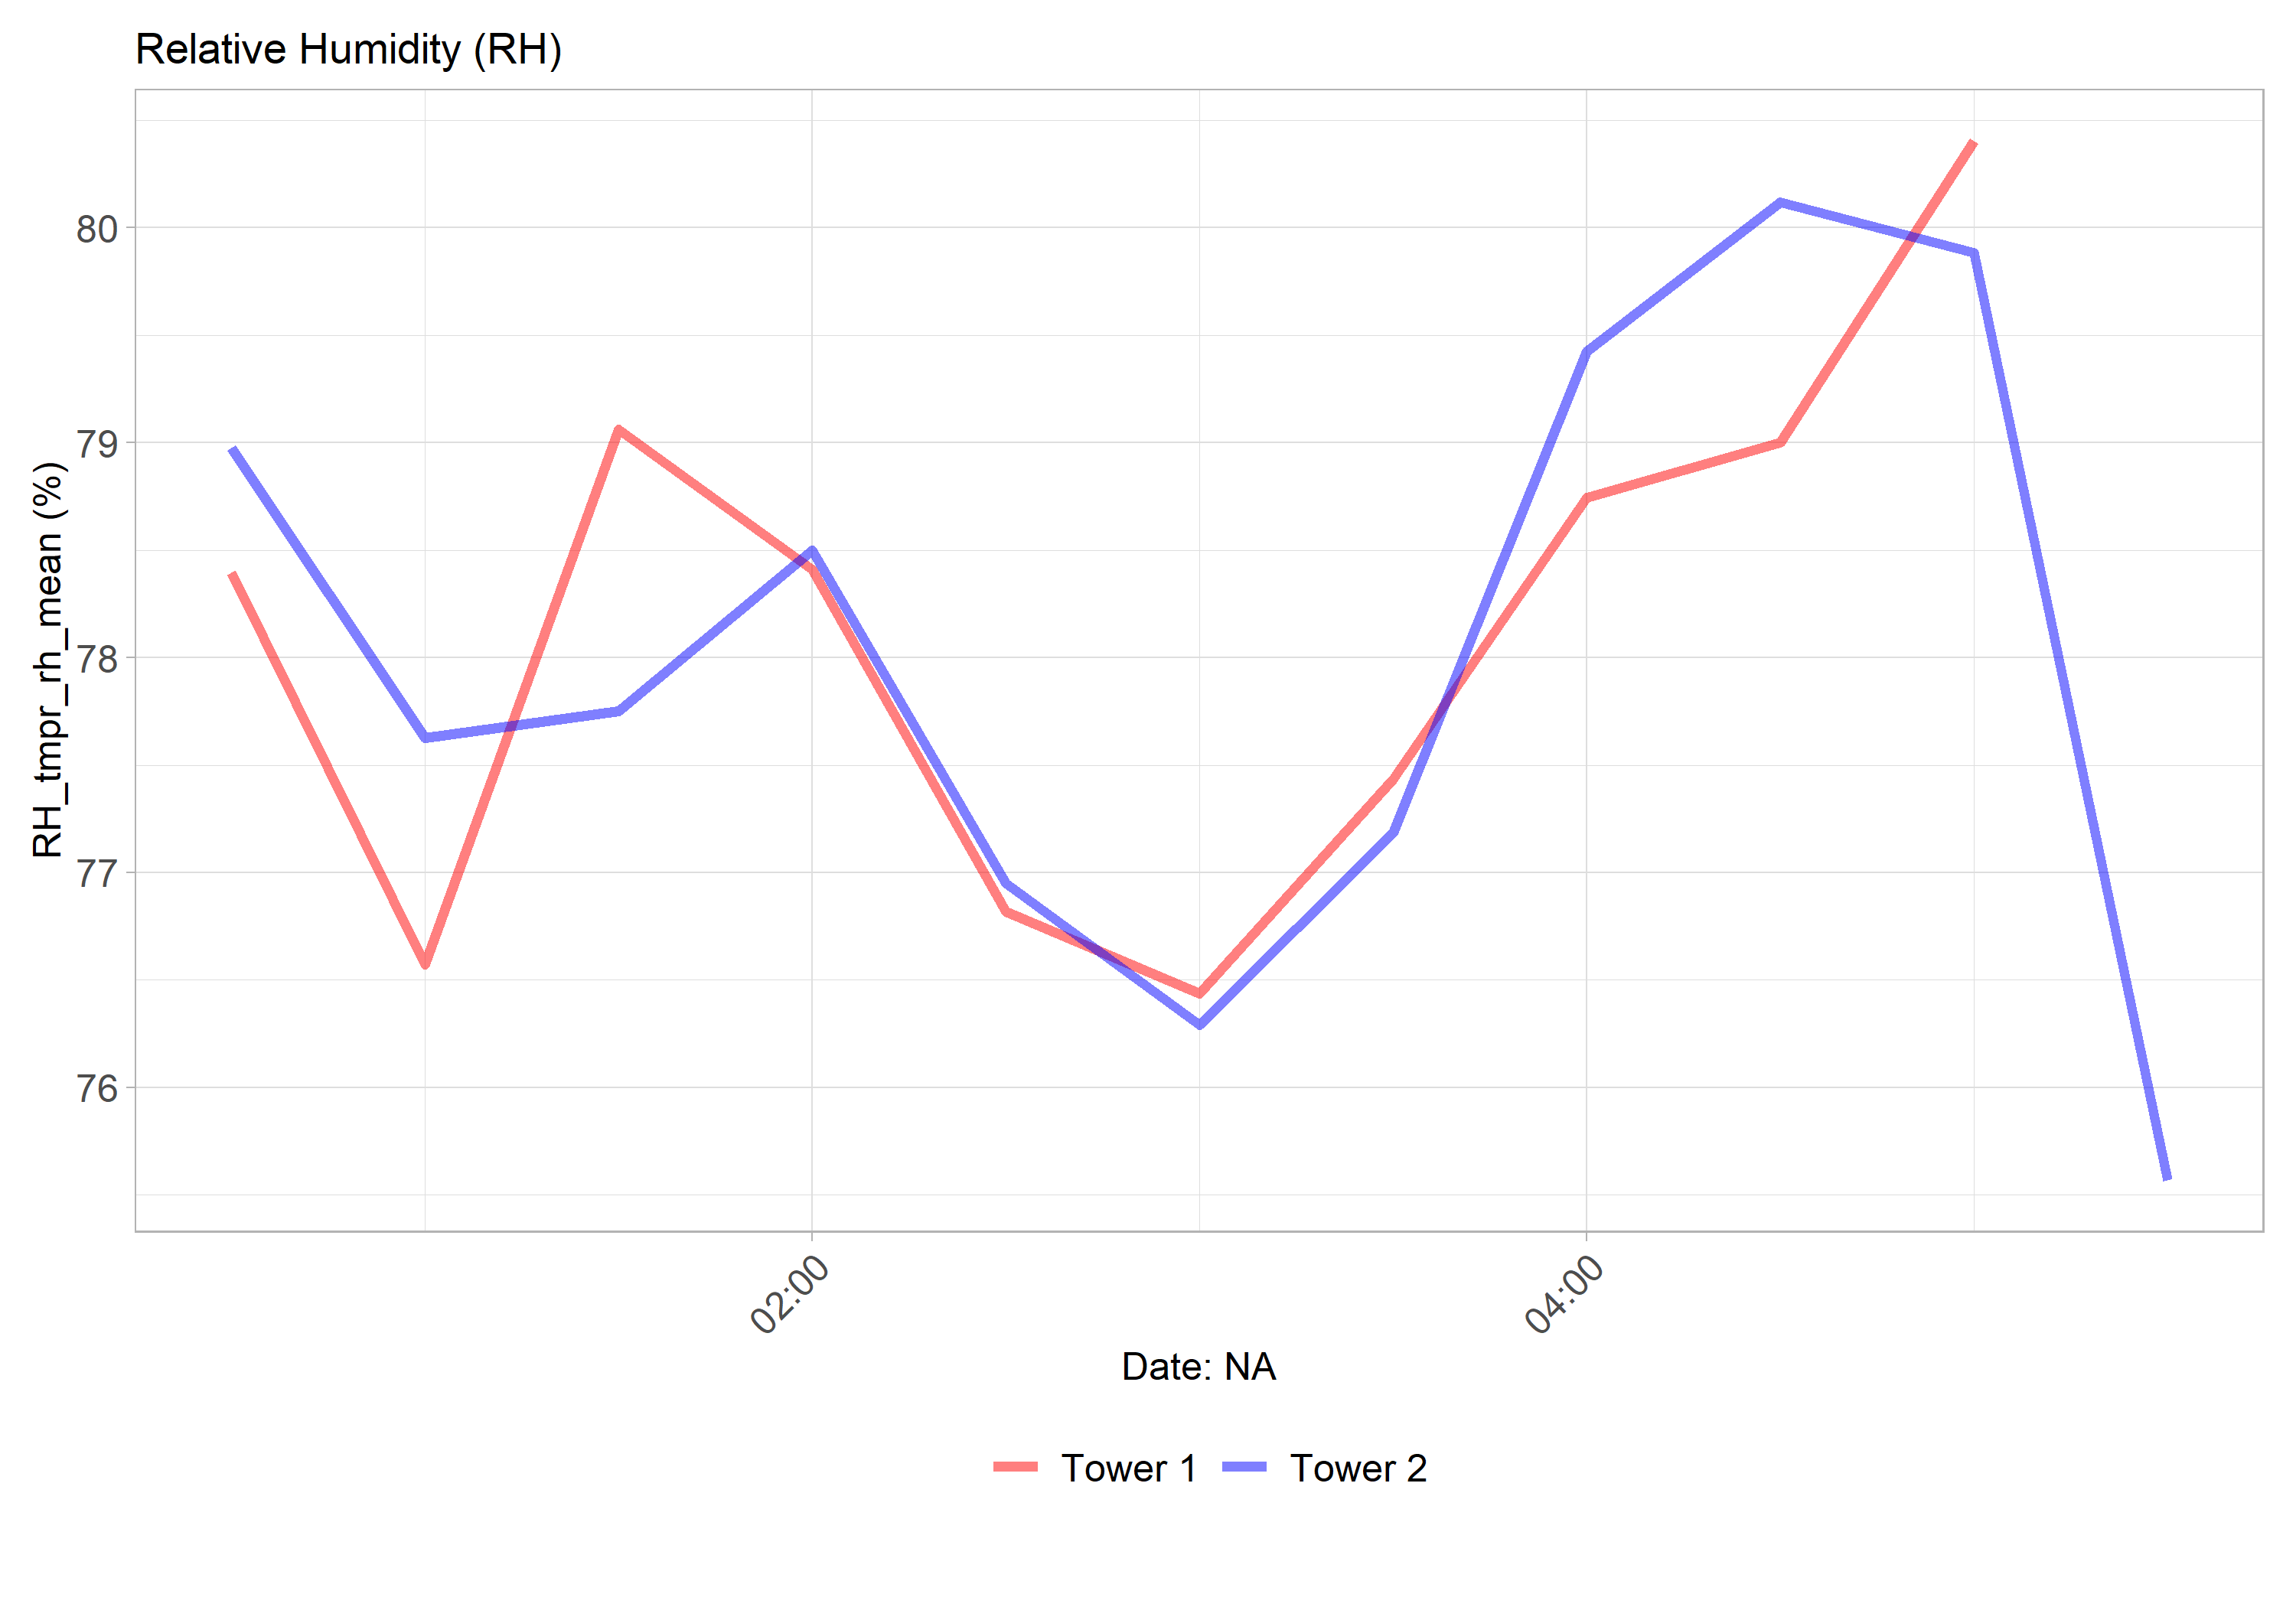 Relative Humidity (RH)
RH_tmpr_rh_mean (%)
80
79
78
77
76
02:00
04:00
Date: NA
Tower 1
Tower 2